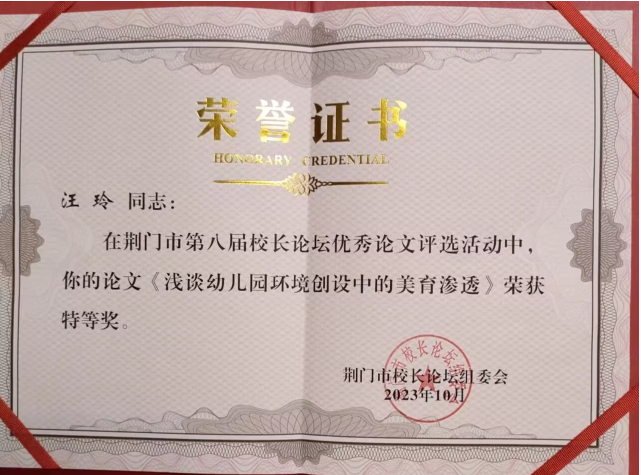 荣誉证书
HONORARY CREDENTIAL
汪玲 同志：
在荆门市第八届校长论坛优秀论文评选活动中，
你的论文《浅谈幼儿园环境创设中的美育渗透》荣获
特等奖。
荆门市校长论坛组委会
2023年10月